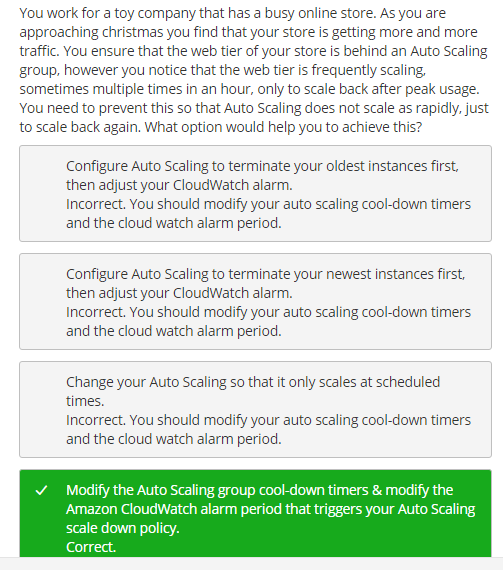 You work for a toy company that has a busy online store. As you are
approaching christmas you find that your store is getting more and more
traffic. You ensure that the web tier of your store is behind an Auto Scaling
group, however you notice that the web tier is frequently scaling,
sometimes multiple times in an hour, only to scale back after peak usage.
You need to prevent this so that Auto Scaling does not scale as rapidly, just
to scale back again. What option would help you to achieve this?
Configure Auto Scaling to terminate your oldest instances first,
then adjust your CloudWatch alarm.
Incorrect. You should modify your auto scaling cool-down timers
and the cloud watch alarm period.
Configure Auto Scaling to terminate your newest instances first,
then adjust your CloudWatch alarm.
Incorrect. You should modify your auto scaling cool-down timers
and the cloud watch alarm period.
Change your Auto Scaling so that it only scales at scheduled
times.
Incorrect. You should modify your auto scaling cool-down timers
and the cloud watch alarm period.
Modify the Auto Scaling group cool-down timers & modify the
Amazon CloudWatch alarm period that triggers your Auto Scaling
scale down policy.
Correct.